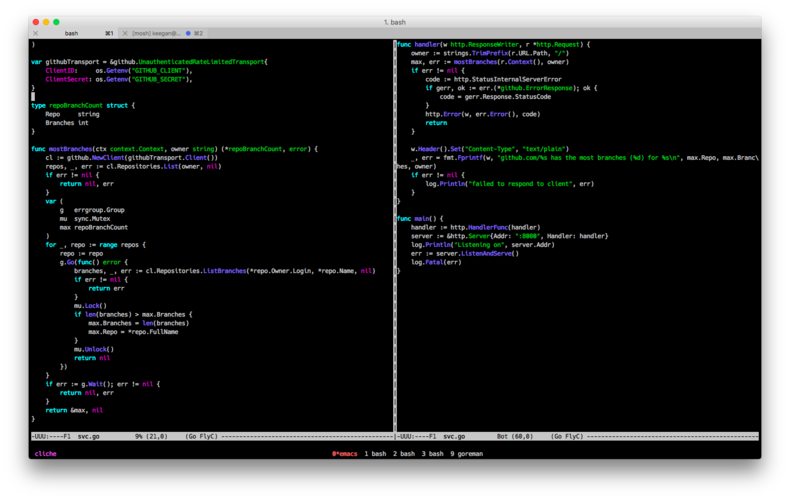 1. bash
bash ⌘1
[mosh] keegan@... ⌘2
)
var githubTransport = &github.UnauthenticatedRateLimitedTransport{
ClientID: os.Getenv("GITHUB_CLIENT"),
ClientSecret: os.Getenv("GITHUB_SECRET"),
}
type repoBranchCount struct {
Repo string
Branches int
}
func mostBranches(ctx context.Context, owner string) (*repoBranchCount, error) {
cl := github.NewClient(githubTransport.Client())
repos, _, err := cl.Repositories.List(owner, nil)
if err != nil {
return nil, err
}
var (
g errgroup.Group
mu sync.Mutex
max repoBranchCount
)
for _, repo := range repos {
repo := repo
g.Go(func() error {
branches, _, err := cl.Repositories.ListBranches(*repo.Owner.Login, *repo.Name, nil)
if err != nil {
return err
}
mu.Lock()
if len(branches) > max.Branches {
max.Branches = len(branches)
max.Repo = *repo.FullName
}
mu.Unlock()
return nil
})
}
if err := g.Wait(); err != nil {
return nil, err
}
return &max, nil
}
-UUU:----F1 svc.go 9% (21,0) (Go FlyC) ----------------------------------------
func handler(w http.ResponseWriter, r *http.Request) {
owner := strings.TrimPrefix(r.URL.Path, "/")
max, err := mostBranches(r.Context(), owner)
if err != nil {
code := http.StatusInternalServerError
if gerr, ok := err.(*github.ErrorResponse); ok {
code = gerr.Response.StatusCode
}
http.Error(w, err.Error(), code)
return
}
w.Header().Set("Content-Type", "text/plain")
_, err = fmt.Fprintf(w, "github.com/%s has the most branches (%d) for %s\n", max.Repo, max.Branc\
hes, owner)
if err != nil {
log.Println("failed to respond to client", err)
}
}
func main() {
handler := http.HandlerFunc(handler)
server := &http.Server{Addr: ":8080", Handler: handler}
log.Println("Listening on", server.Addr)
err := server.ListenAndServe()
log.Fatal(err)
}
-UUU:----F1 svc.go Bot (60,0) (Go FlyC) ----------------------------------------
cliche 0*emacs 1 bash 2 bash 3 bash 9 goreman